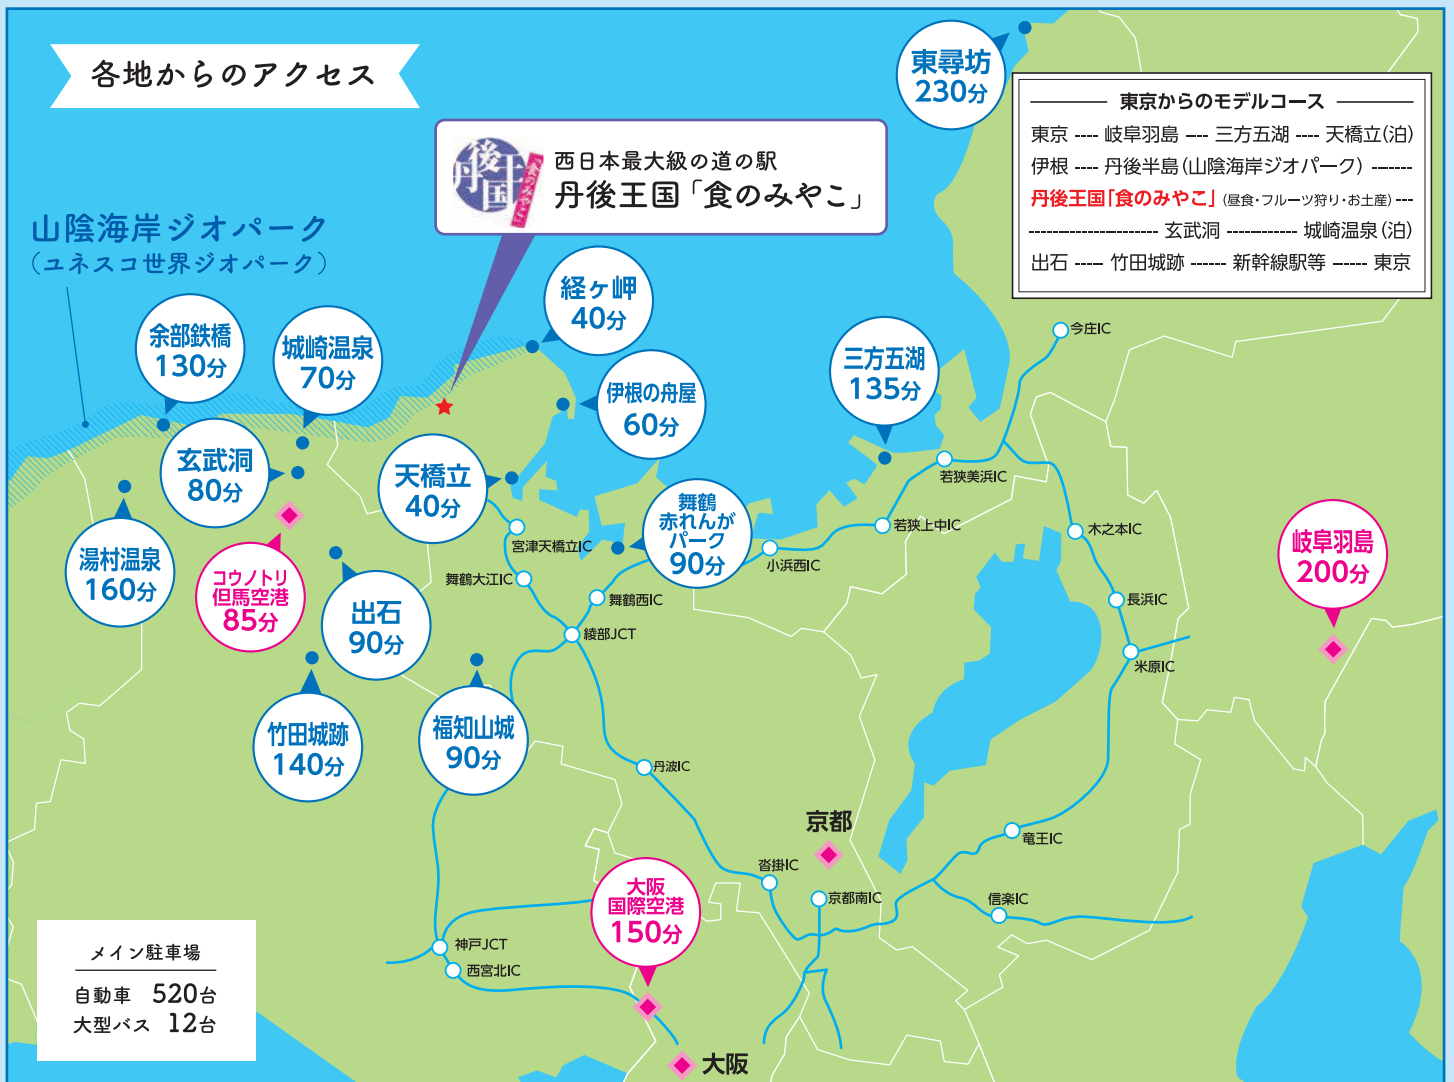 各地からのアクセス
東尋坊
230分
東京からのモデルコース
東京 ---- 岐阜羽島 ---- 三方五湖 ---- 天橋立(泊)
伊根 ---- 丹後半島(山陰海岸ジオパーク) -------
丹後王国「食のみやこ」(昼食・フルーツ狩り・お土産) ---
---------------------- 玄武洞 ------------ 城崎温泉(泊)
出石 ----- 竹田城跡 ------ 新幹線駅等 ------ 東京
丹後王国
「食のみやこ」
西日本最大級の道の駅
丹後王国「食のみやこ」
山陰海岸ジオパーク
(ユネスコ世界ジオパーク)
経ヶ岬
40分
余部鉄橋
130分
城崎温泉
70分
三方五湖
135分
今庄IC
伊根の舟屋
60分
玄武洞
80分
天橋立
40分
若狭美浜IC
舞鶴
赤れんが
パーク
90分
若狭上中IC
木之本IC
岐阜羽島
200分
宮津天橋立IC
小浜西IC
湯村温泉
160分
コウノトリ
但馬空港
85分
舞鶴大江IC
舞鶴西IC
長浜IC
出石
90分
綾部JCT
米原IC
竹田城跡
140分
福知山城
90分
丹波IC
京都
竜王IC
沓掛IC
京都南IC
信楽IC
大阪
国際空港
150分
神戸JCT
西宮北IC
メイン駐車場
自動車 520台
大型バス 12台
大阪